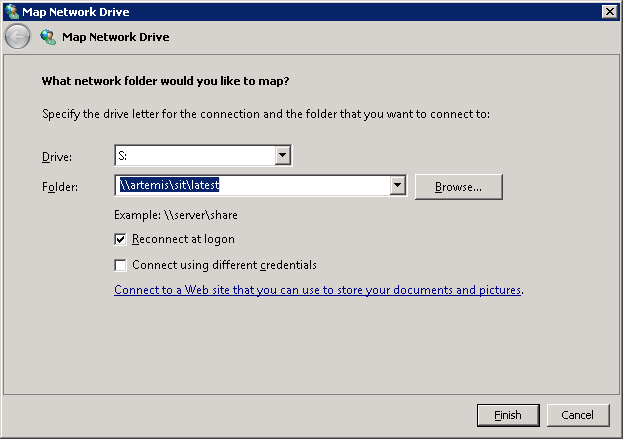 Map Network Drive
Map Network Drive
What network folder would you like to map?
Specify the drive letter for the connection and the folder that you want to connect to:
Drive: S:
Folder: \\artemis\sit\latest Browse...
Example: \\server\share
Reconnect at logon
Connect using different credentials
Connect to a Web site that you can use to store your documents and pictures.
Finish Cancel